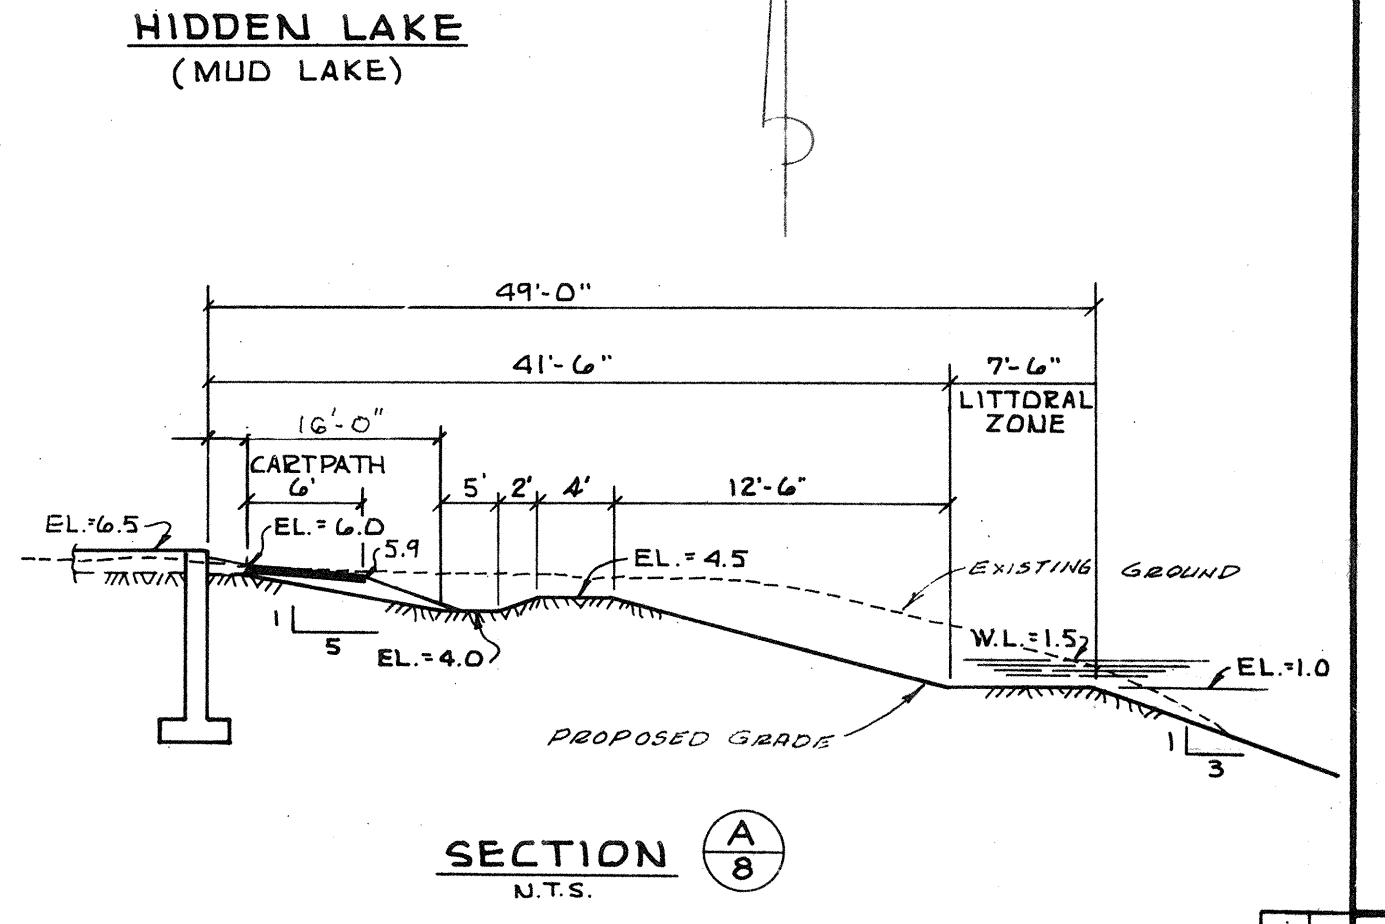 HIDDEN LAKE
(MUD LAKE)
49'-0"
41'-6"
7'-6"
LITTORAL
ZONE
16'-0"
CARTPATH
6'
5'
2'
4'
12'-6"
EL.=6.5
EL.=6.0
5.9
EL.=4.5
EXISTING GROUND
1
5
EL.=4.0
W.L.=1.5
EL.=1.0
PROPOSED GRADE
1
3
SECTION
A
8
N.T.S.